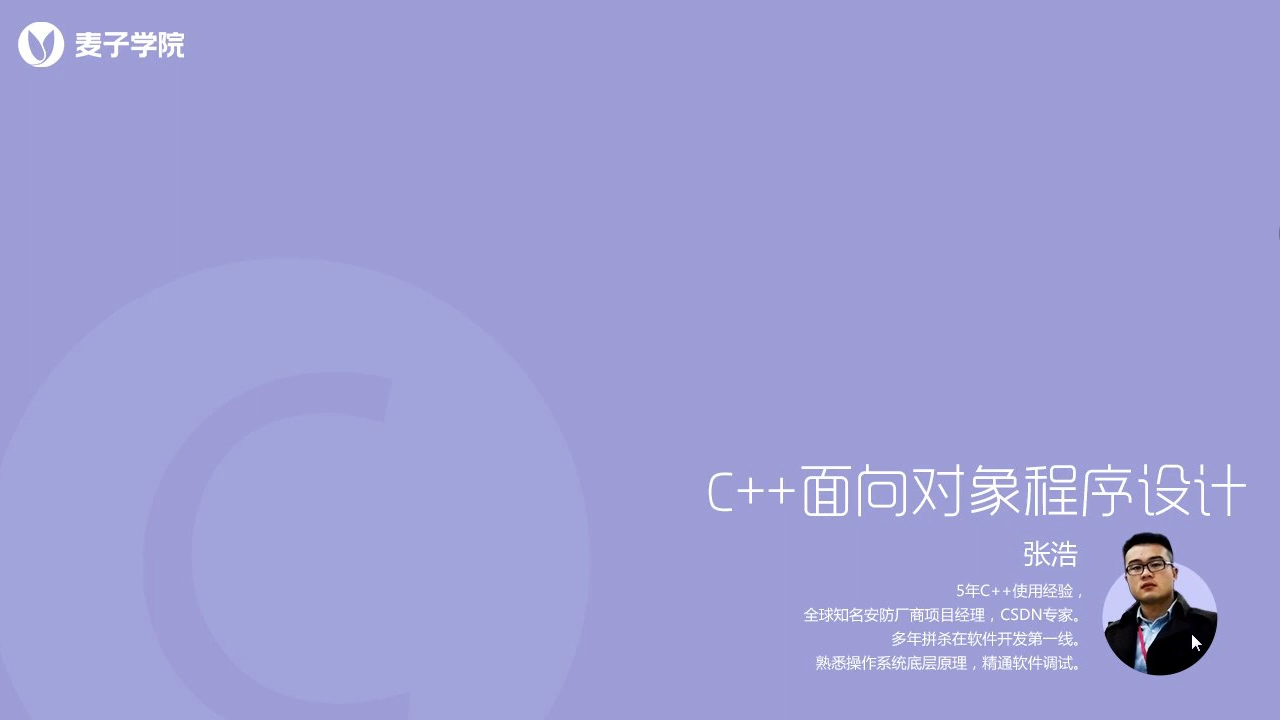 麦子学院
C++面向对象程序设计
张浩
5年C++使用经验，
全球知名安防厂商项目经理，CSDN专家。
多年拼杀在软件开发第一线。
熟悉操作系统底层原理，精通软件调试。